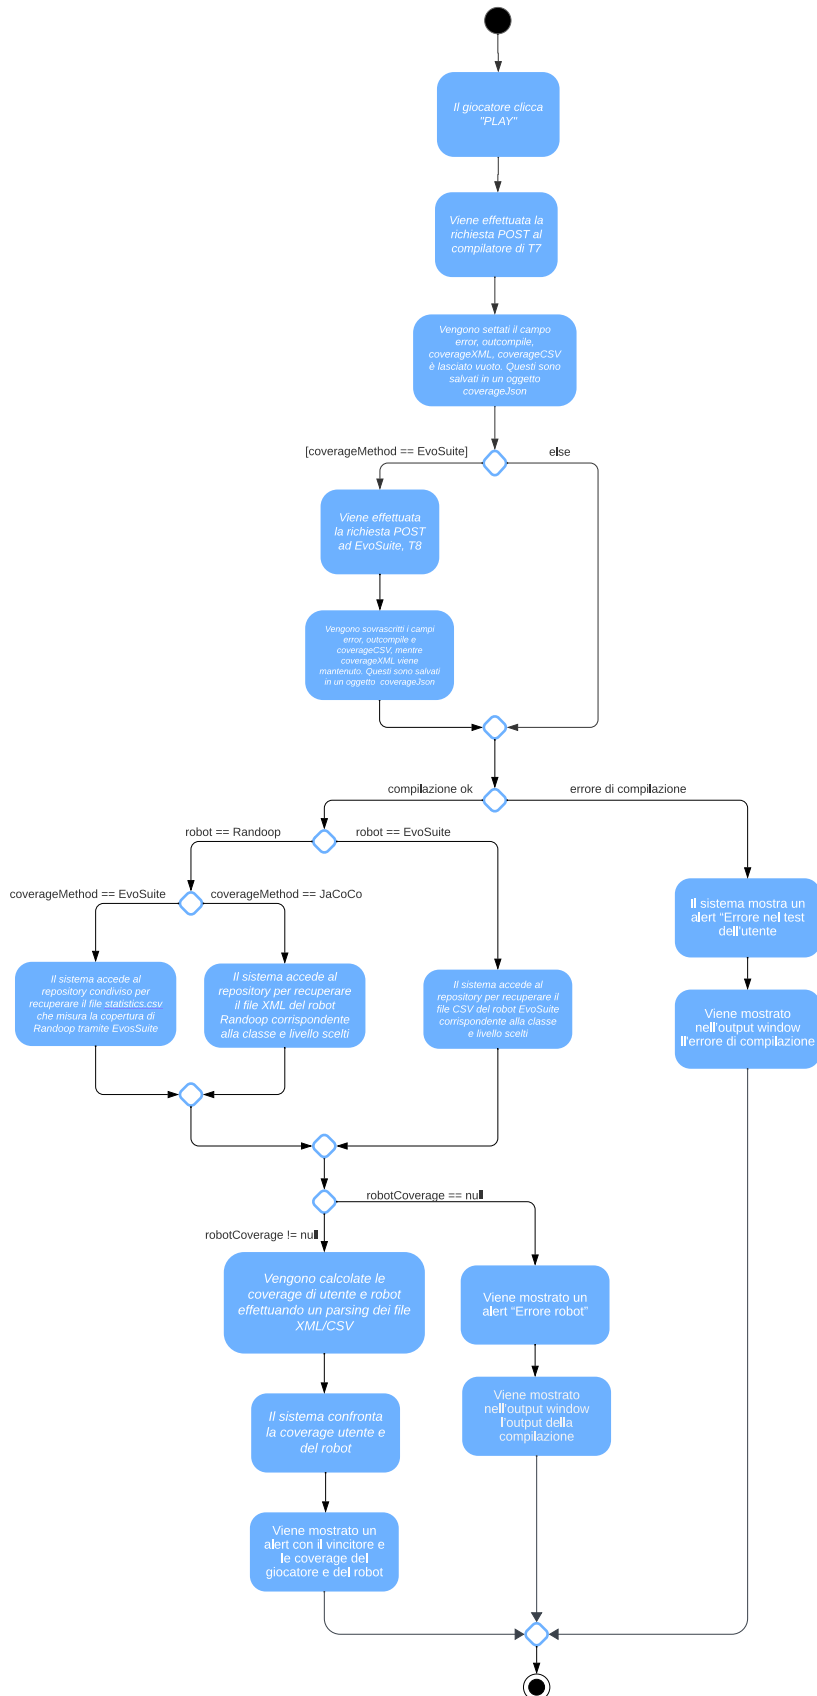 Il giocatore clicca
"PLAY"
Viene effettuata la
richiesta POST al
compilatore di T7
Vengono settati il campo
error, outcompile,
coverageXML, coverageCSV
è lasciato vuoto. Questi sono
salvati in un oggetto
coverageJson
[coverageMethod == EvoSuite]
else
Viene effettuata
la richiesta POST
ad EvoSuite, T8
Vengono sovrascritti i campi
error, outcompile e
coverageCSV, mentre
coverageXML viene
mantenuto. Questi sono salvati
in un oggetto coverageJson
compilazione ok
errore di compilazione
robot == Randoop
robot == EvoSuite
coverageMethod == EvoSuite
coverageMethod == JaCoCo
Il sistema mostra un
alert “Errore nel test
dell'utente
Il sistema accede al
repository condiviso per
recuperare il file statistics.csv
che misura la copertura di
Randoop tramite EvosSuite
Il sistema accede al
repository per recuperare
il file XML del robot
Randoop corrispondente
alla classe e livello scelti
Il sistema accede al
repository per recuperare il
file CSV del robot EvoSuite
corrispondente alla classe
e livello scelti
Viene mostrato
nell'output window
ll'errore di compilazione
robotCoverage == null
robotCoverage != null
Vengono calcolate le
coverage di utente e robot
effettuando un parsing dei file
XML/CSV
Viene mostrato un
alert “Errore robot”
Il sistema confronta
la coverage utente e
del robot
Viene mostrato
nell'output window
l'output della
compilazione
Viene mostrato un
alert con il vincitore e
le coverage del
giocatore e del robot